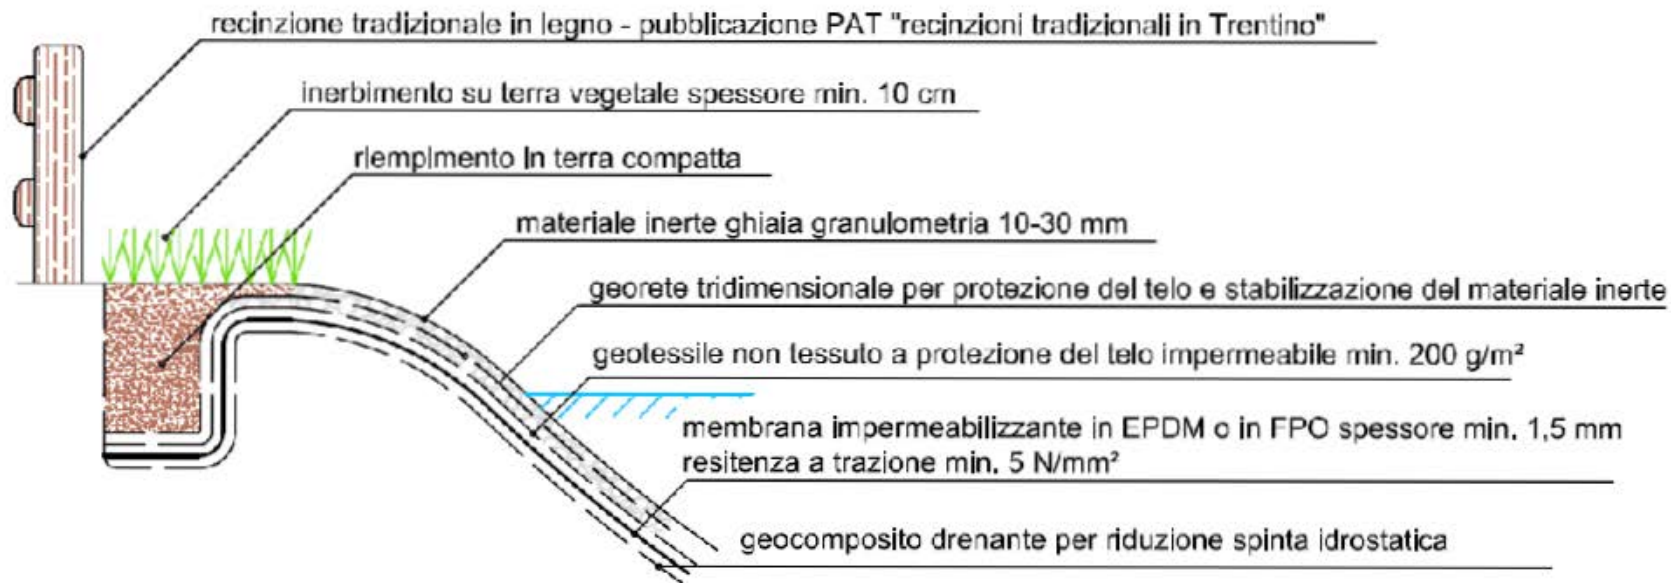 recinzione tradizionale in legno - pubblicazione PAT "recinzioni tradizionali in Trentino"
inerbimento su terra vegetale spessore min. 10 cm
riempimento in terra compatta
materiale inerte ghiaia granulometria 10-30 mm
georete tridimensionale per protezione del telo e stabilizzazione del materiale inerte
geotessile non tessuto a protezione del telo impermeabile min. 200 g/m²
membrana impermeabilizzante in EPDM o in FPO spessore min. 1,5 mm
resitenza a trazione min. 5 N/mm²
geocomposito drenante per riduzione spinta idrostatica